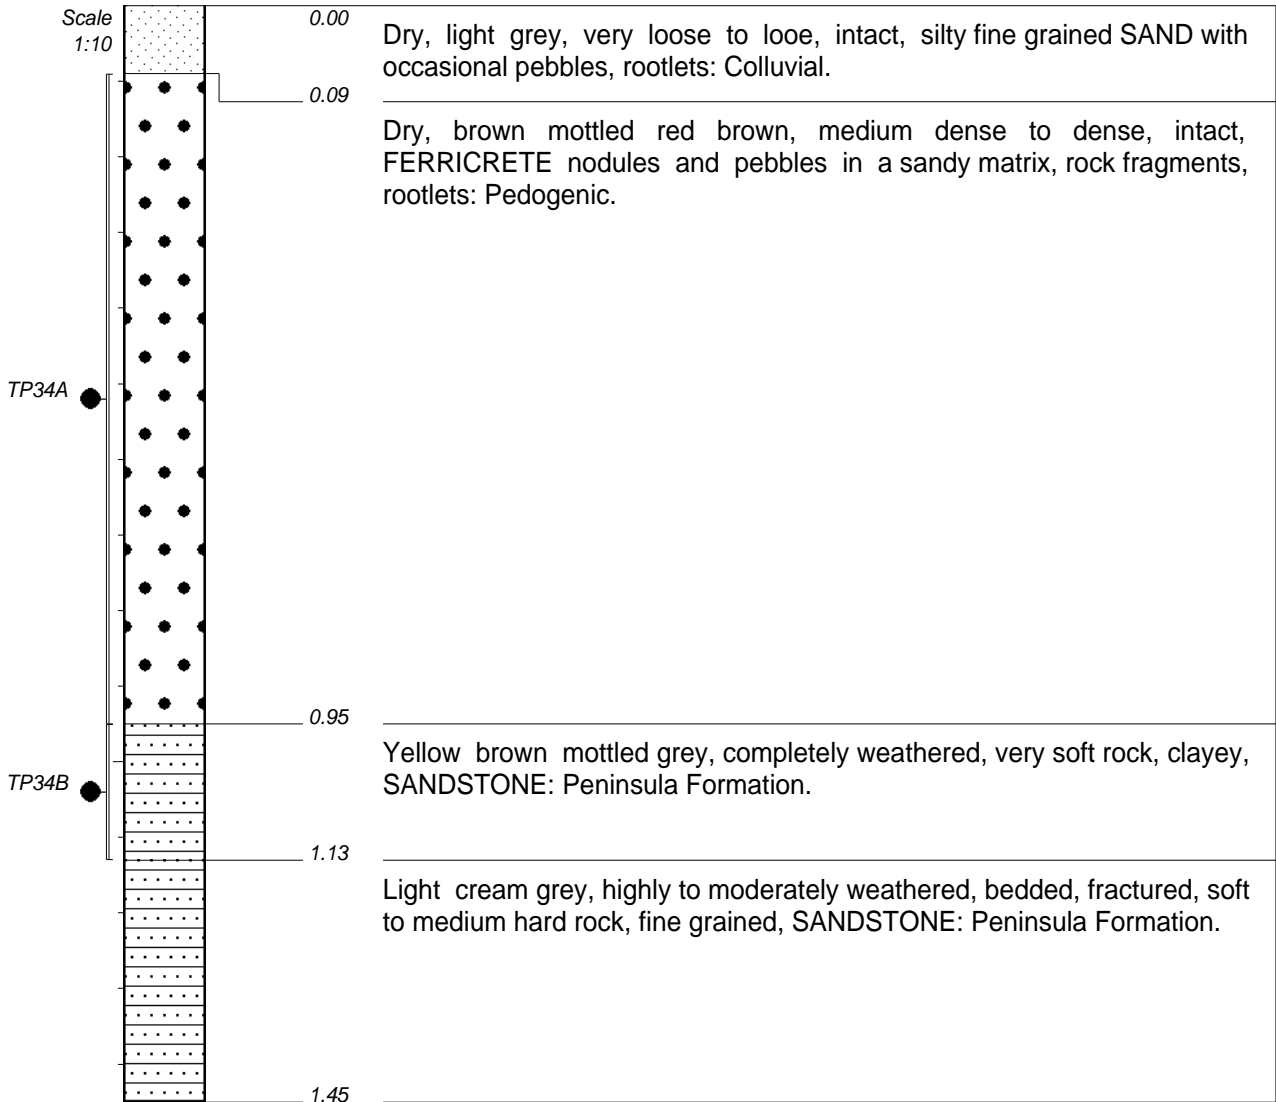 Scale
1:10
0.00
Dry, light grey, very loose to looe, intact, silty fine grained SAND with
occasional pebbles, rootlets: Colluvial.
0.09
Dry, brown mottled red brown, medium dense to dense, intact,
FERRICRETE nodules and pebbles in a sandy matrix, rock fragments,
rootlets: Pedogenic.
TP34A
0.95
Yellow brown mottled grey, completely weathered, very soft rock, clayey,
SANDSTONE: Peninsula Formation.
TP34B
1.13
Light cream grey, highly to moderately weathered, bedded, fractured, soft
to medium hard rock, fine grained, SANDSTONE: Peninsula Formation.
1.45